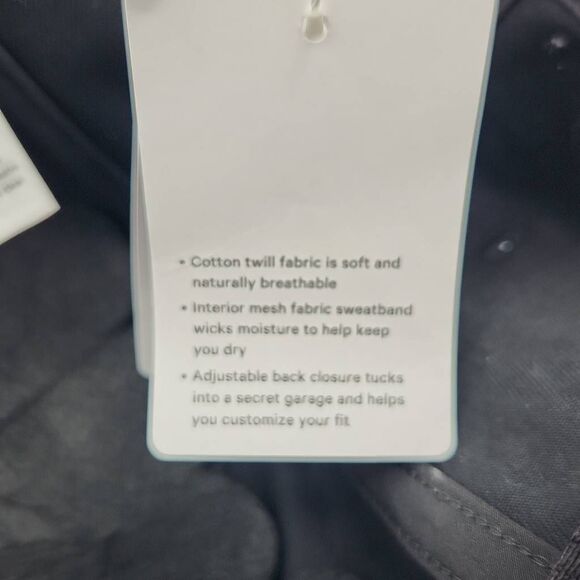 • Cotton twill fabric is soft and
naturally breathable
• Interior mesh fabric sweatband
wicks moisture to help keep
you dry
• Adjustable back closure tucks
into a secret garage and helps
you customize your fit